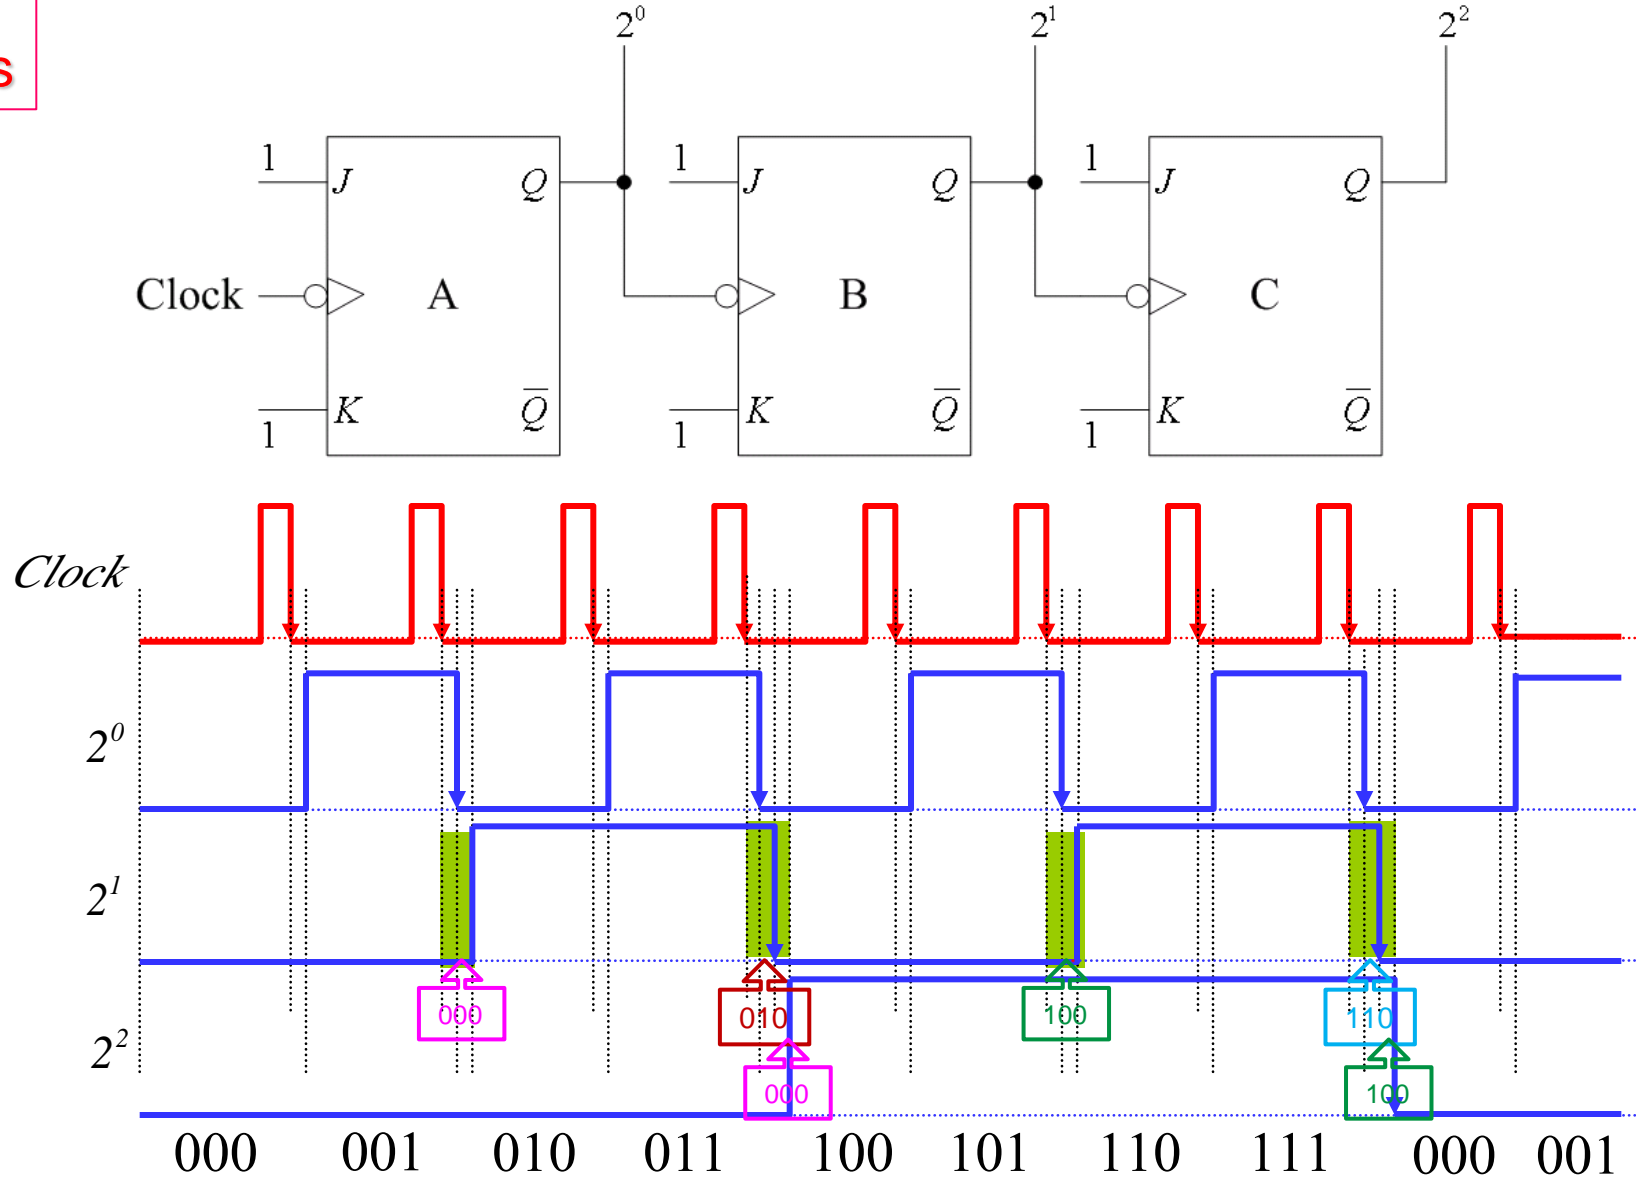 s
2⁰ 2¹ 2²
1 J Q 1 J Q 1 J Q
Clock A B C
1 K Q̅ 1 K Q̅ 1 K Q̅
Clock
2⁰
2¹
000 010 100 110
2²
000 100
000 001 010 011 100 101 110 111 000 001